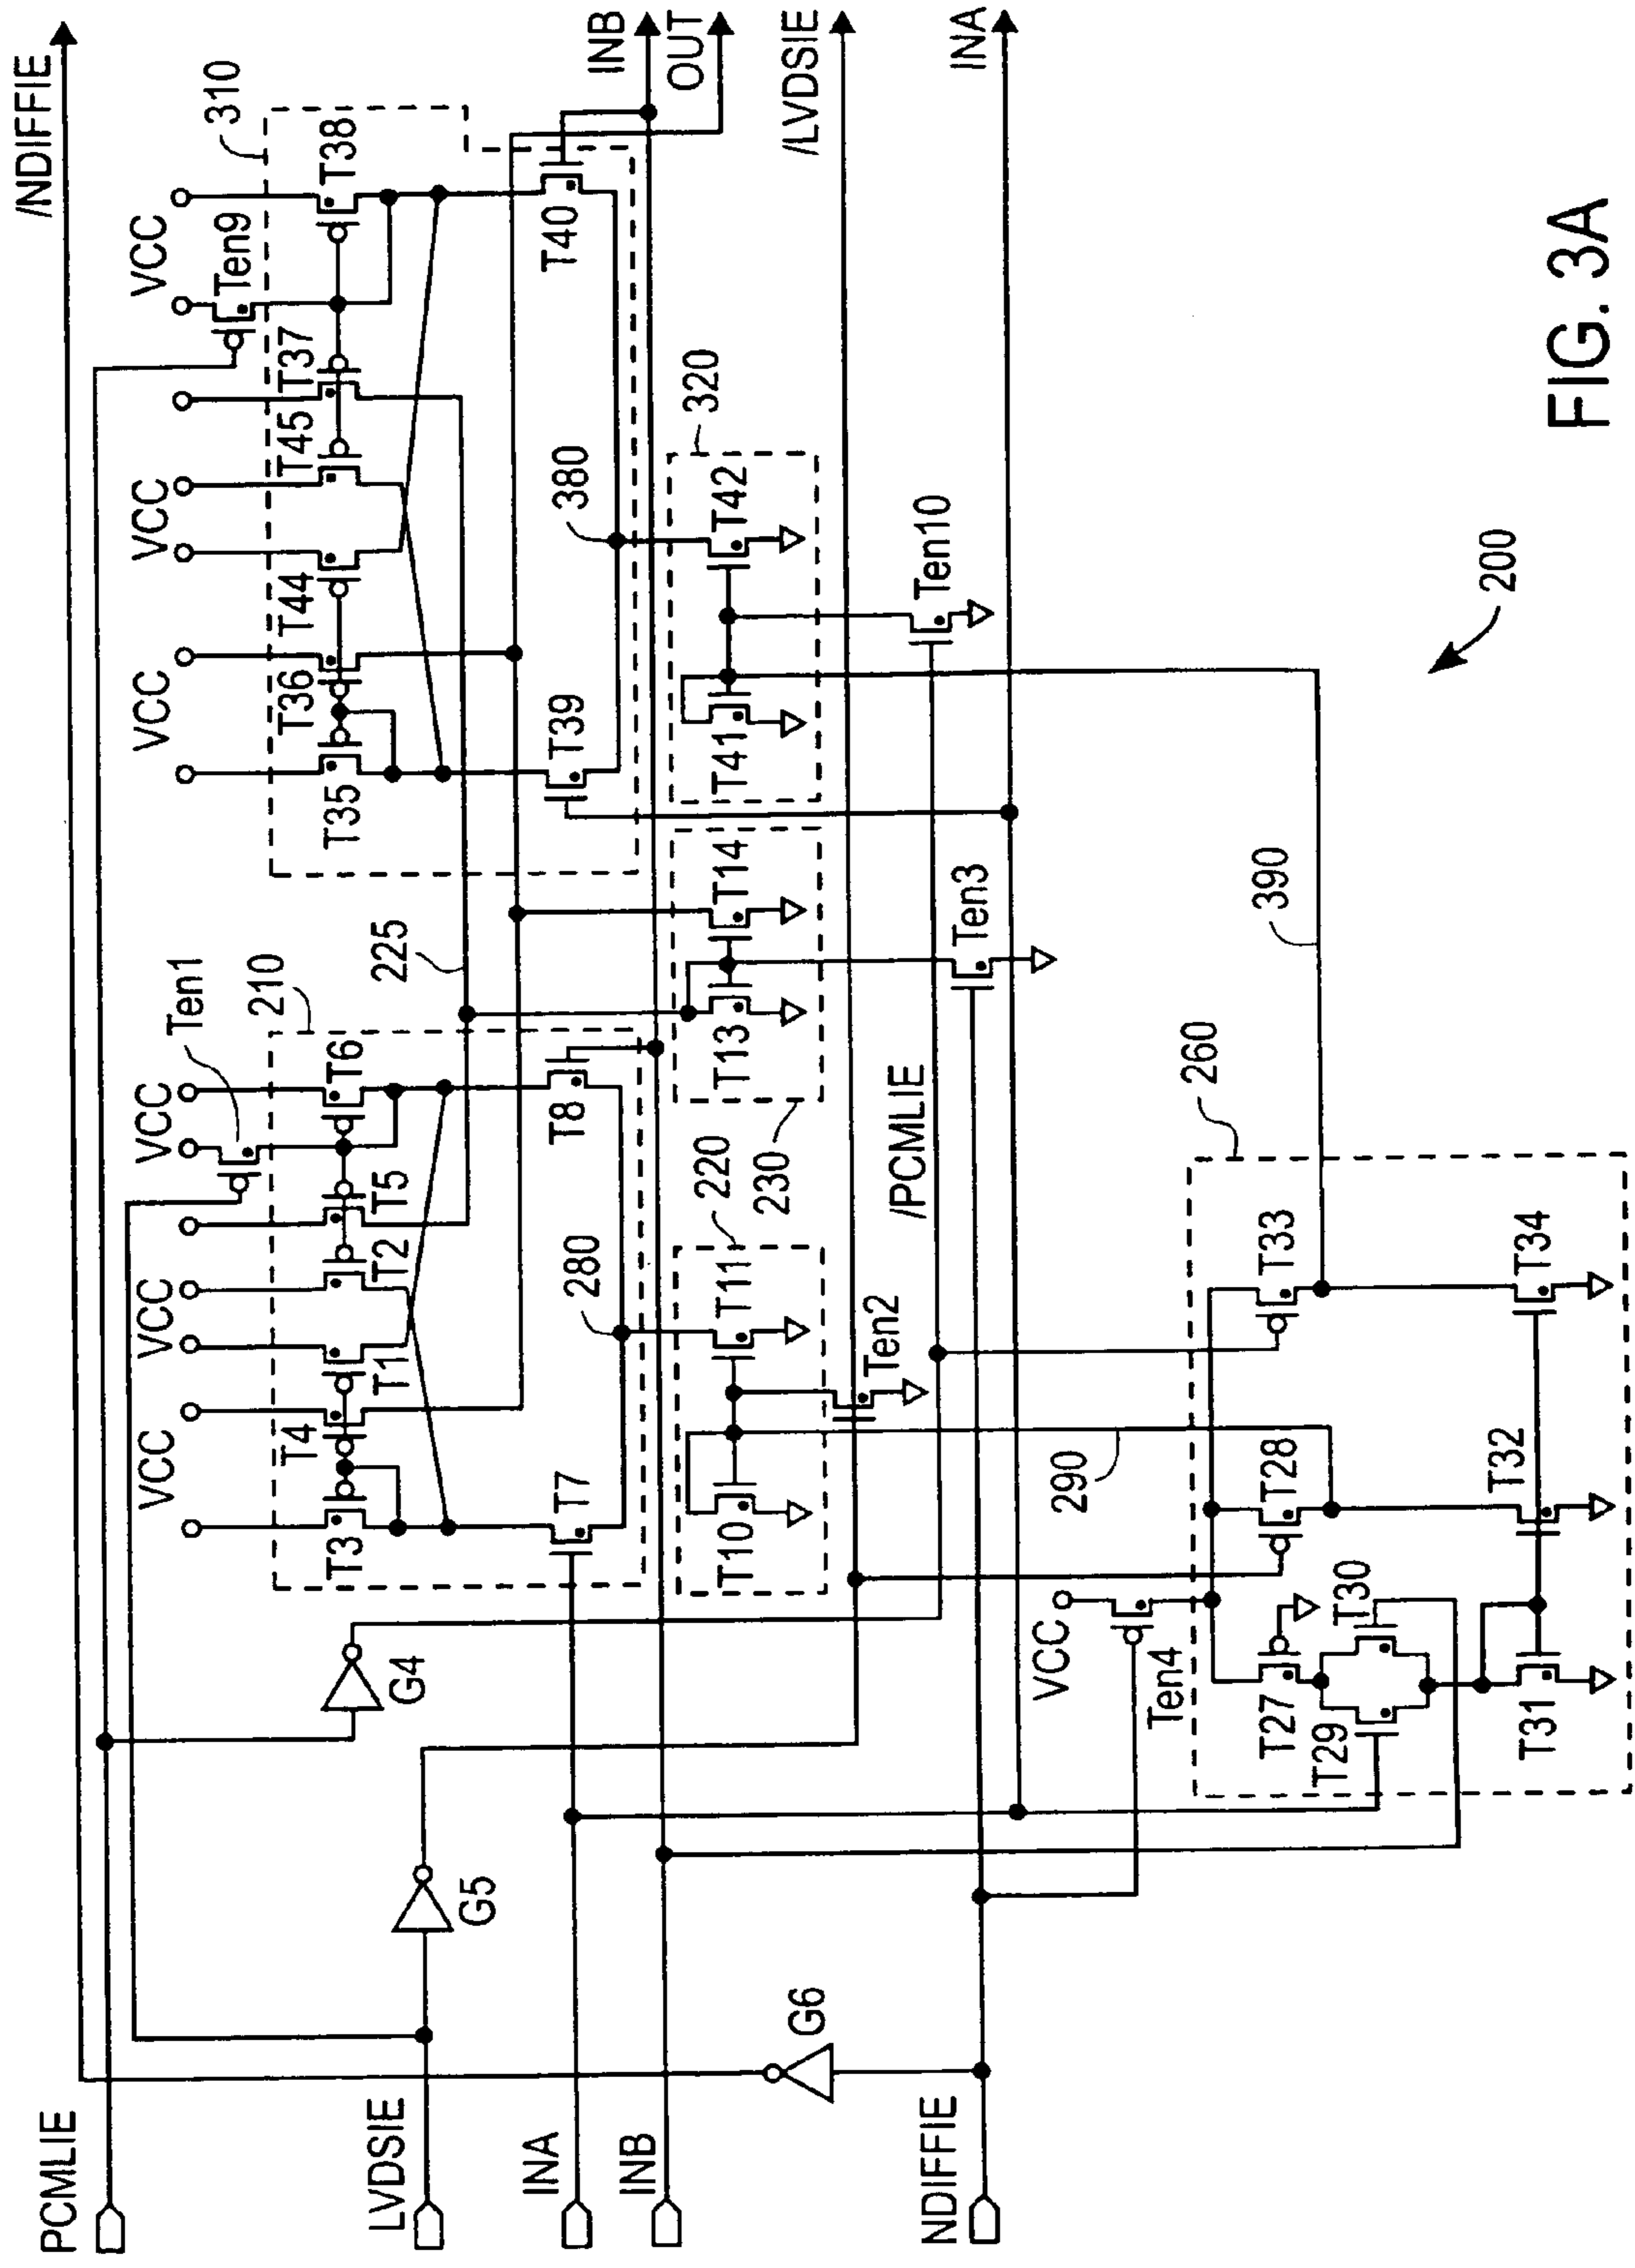 /NDIFFIE
INB
OUT
/LVDSIE
INA
310
VCC
Ten9
T38
T37
T45
VCC
T44
T36
VCC
T35
T40
T39
380
320
T42
T41
Ten10
225
Ten1
210
VCC
T6
T5
T2
VCC
T1
T4
VCC
T3
T8
T7
280
T14
T13
230
220
T11
T10
Ten3
Ten2
/PCMLIE
390
290
260
T33
T34
T28
T32
T30
T27
T29
T31
VCC
Ten4
G4
G5
G6
PCMLIE
LVDSIE
INA
INB
NDIFFIE
200
FIG. 3A